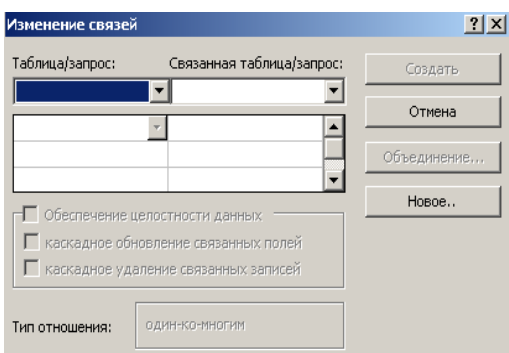 Изменение связей
Таблица/запрос: Связанная таблица/запрос:
Создать
Отмена
Объединение...
Новое..
Обеспечение целостности данных
каскадное обновление связанных полей
каскадное удаление связанных записей
Тип отношения: один-ко-многим